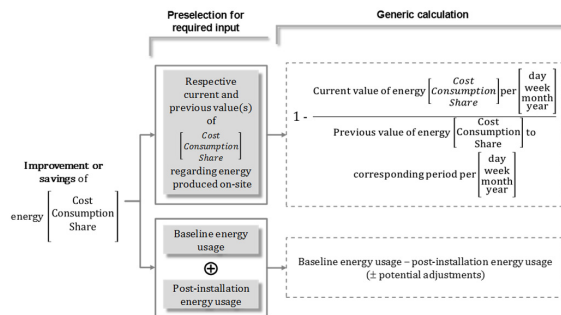 Preselection for
required input
Generic calculation
Improvement or
savings of
energy [Cost
Consumption
Share]
Respective
current and
previous value(s)
of
[Cost
Consumption
Share]
regarding energy
produced on-site
1 -
Current value of energy [Cost
Consumption
Share] per [day
week
month
year]
Previous value of energy [Cost
Consumption
Share] to
corresponding period per [day
week
month
year]
Baseline energy
usage
⊕
Post-installation
energy usage
Baseline energy usage – post-installation energy usage
(± potential adjustments)